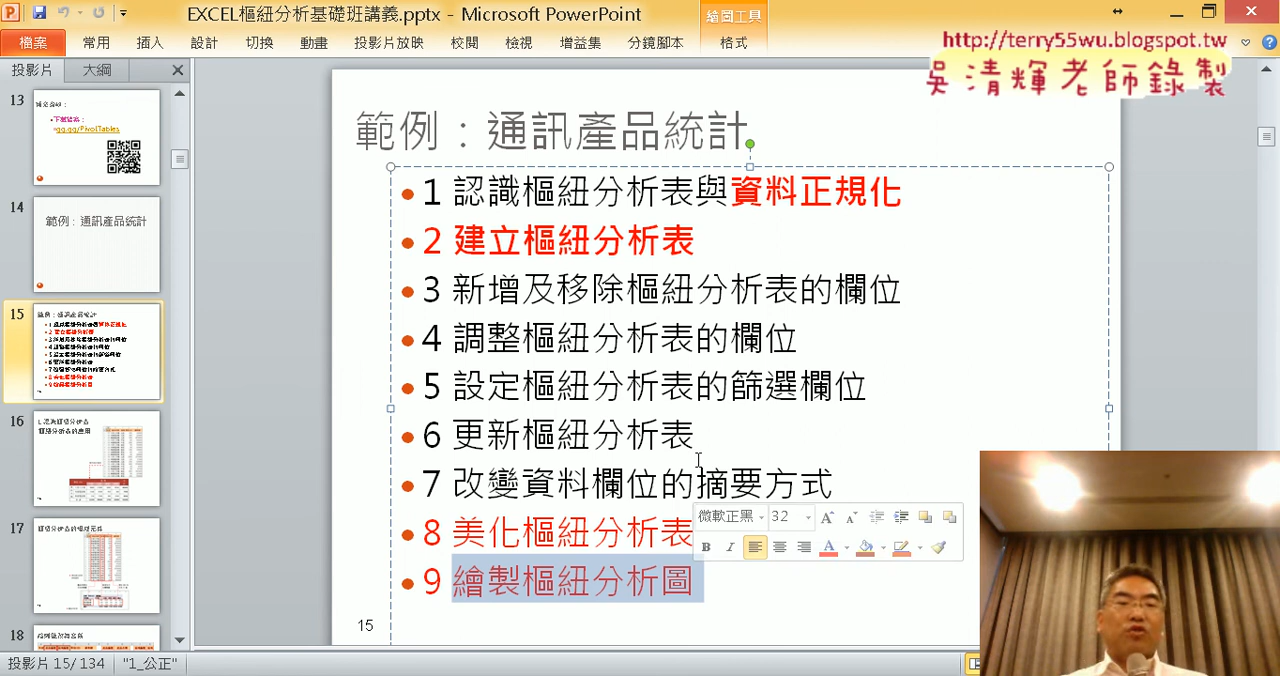 EXCEL樞紐分析基礎班講義.pptx - Microsoft PowerPoint
繪圖工具
檔案 常用 插入 設計 切換 動畫 投影片放映 校閱 檢視 增益集 分鏡腳本 格式
http://terry55wu.blogspot.tw
吳清輝老師錄製
投影片 大綱
13
gg.gg/PivotTables
14
範例：通訊產品統計
15
16
17
18
範例：通訊產品統計
1 認識樞紐分析表與資料正規化
2 建立樞紐分析表
3 新增及移除樞紐分析表的欄位
4 調整樞紐分析表的欄位
5 設定樞紐分析表的篩選欄位
6 更新樞紐分析表
7 改變資料欄位的摘要方式
8 美化樞紐分析表
9 繪製樞紐分析圖
微軟正黑 32
15
投影片 15/ 134 "1_公正"